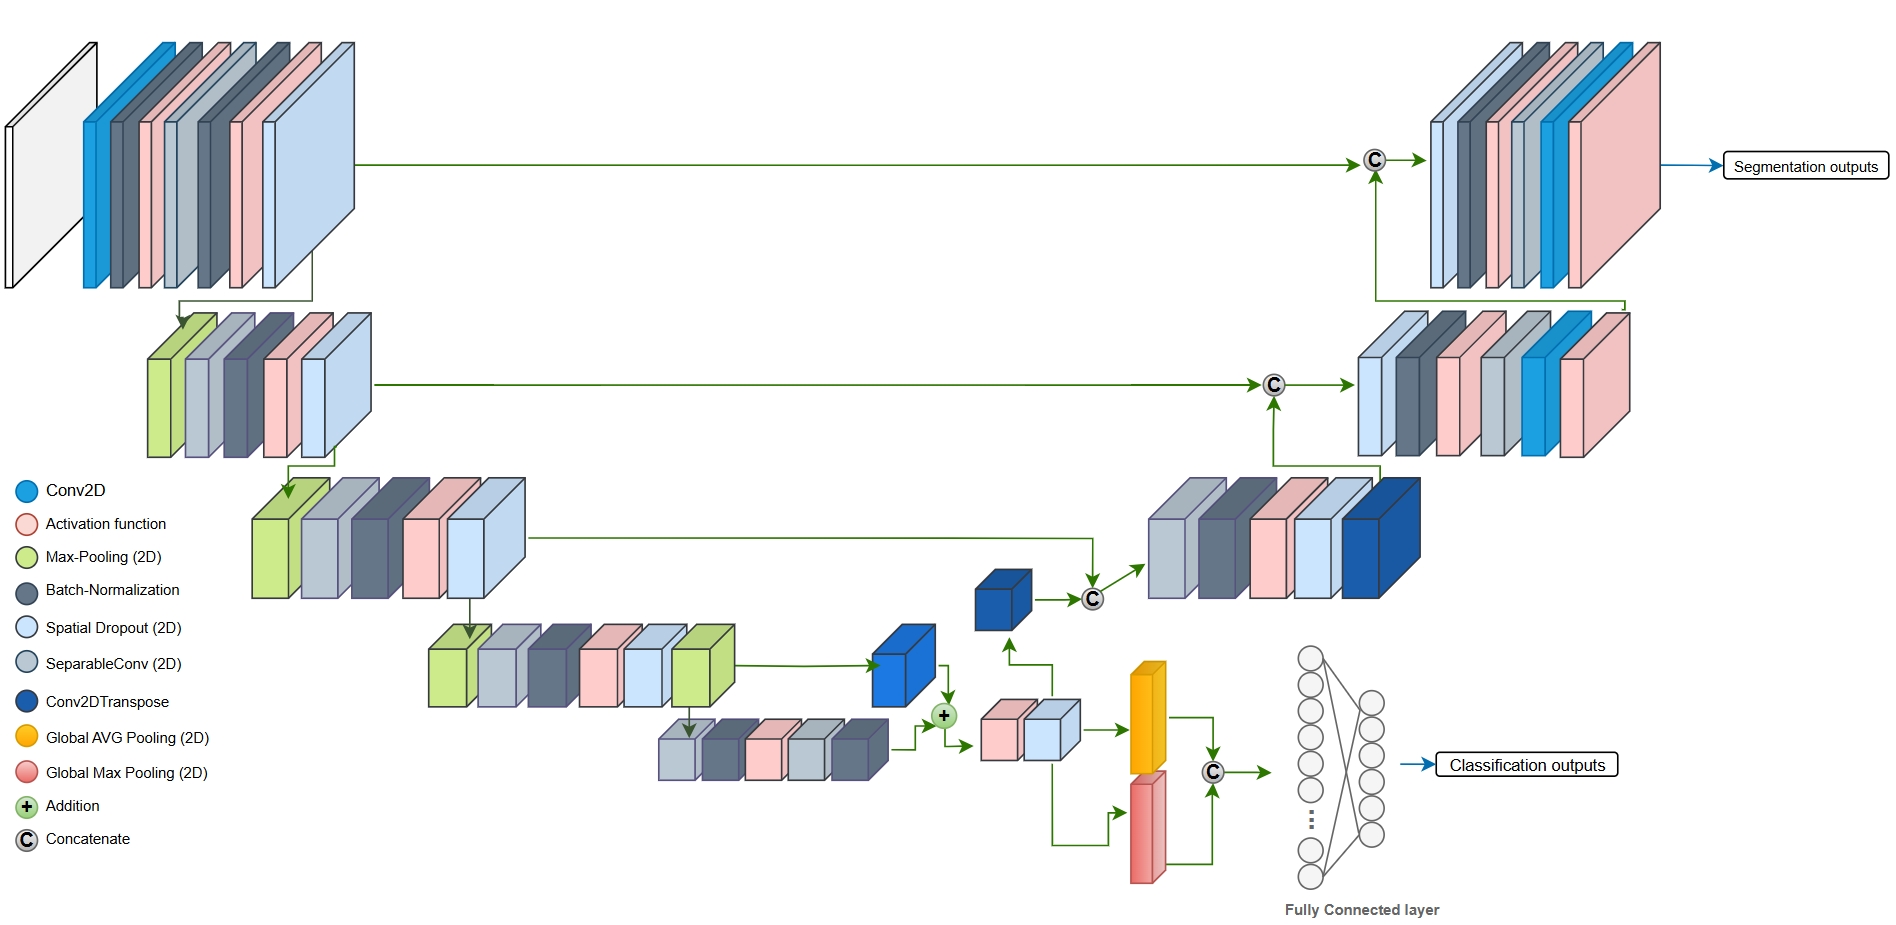 C
Segmentation outputs
C
Conv2D
Activation function
Max-Pooling (2D)
Batch-Normalization
Spatial Dropout (2D)
SeparableConv (2D)
Conv2DTranspose
Global AVG Pooling (2D)
Global Max Pooling (2D)
+ Addition
C Concatenate
C
+
C
Classification outputs
Fully Connected layer